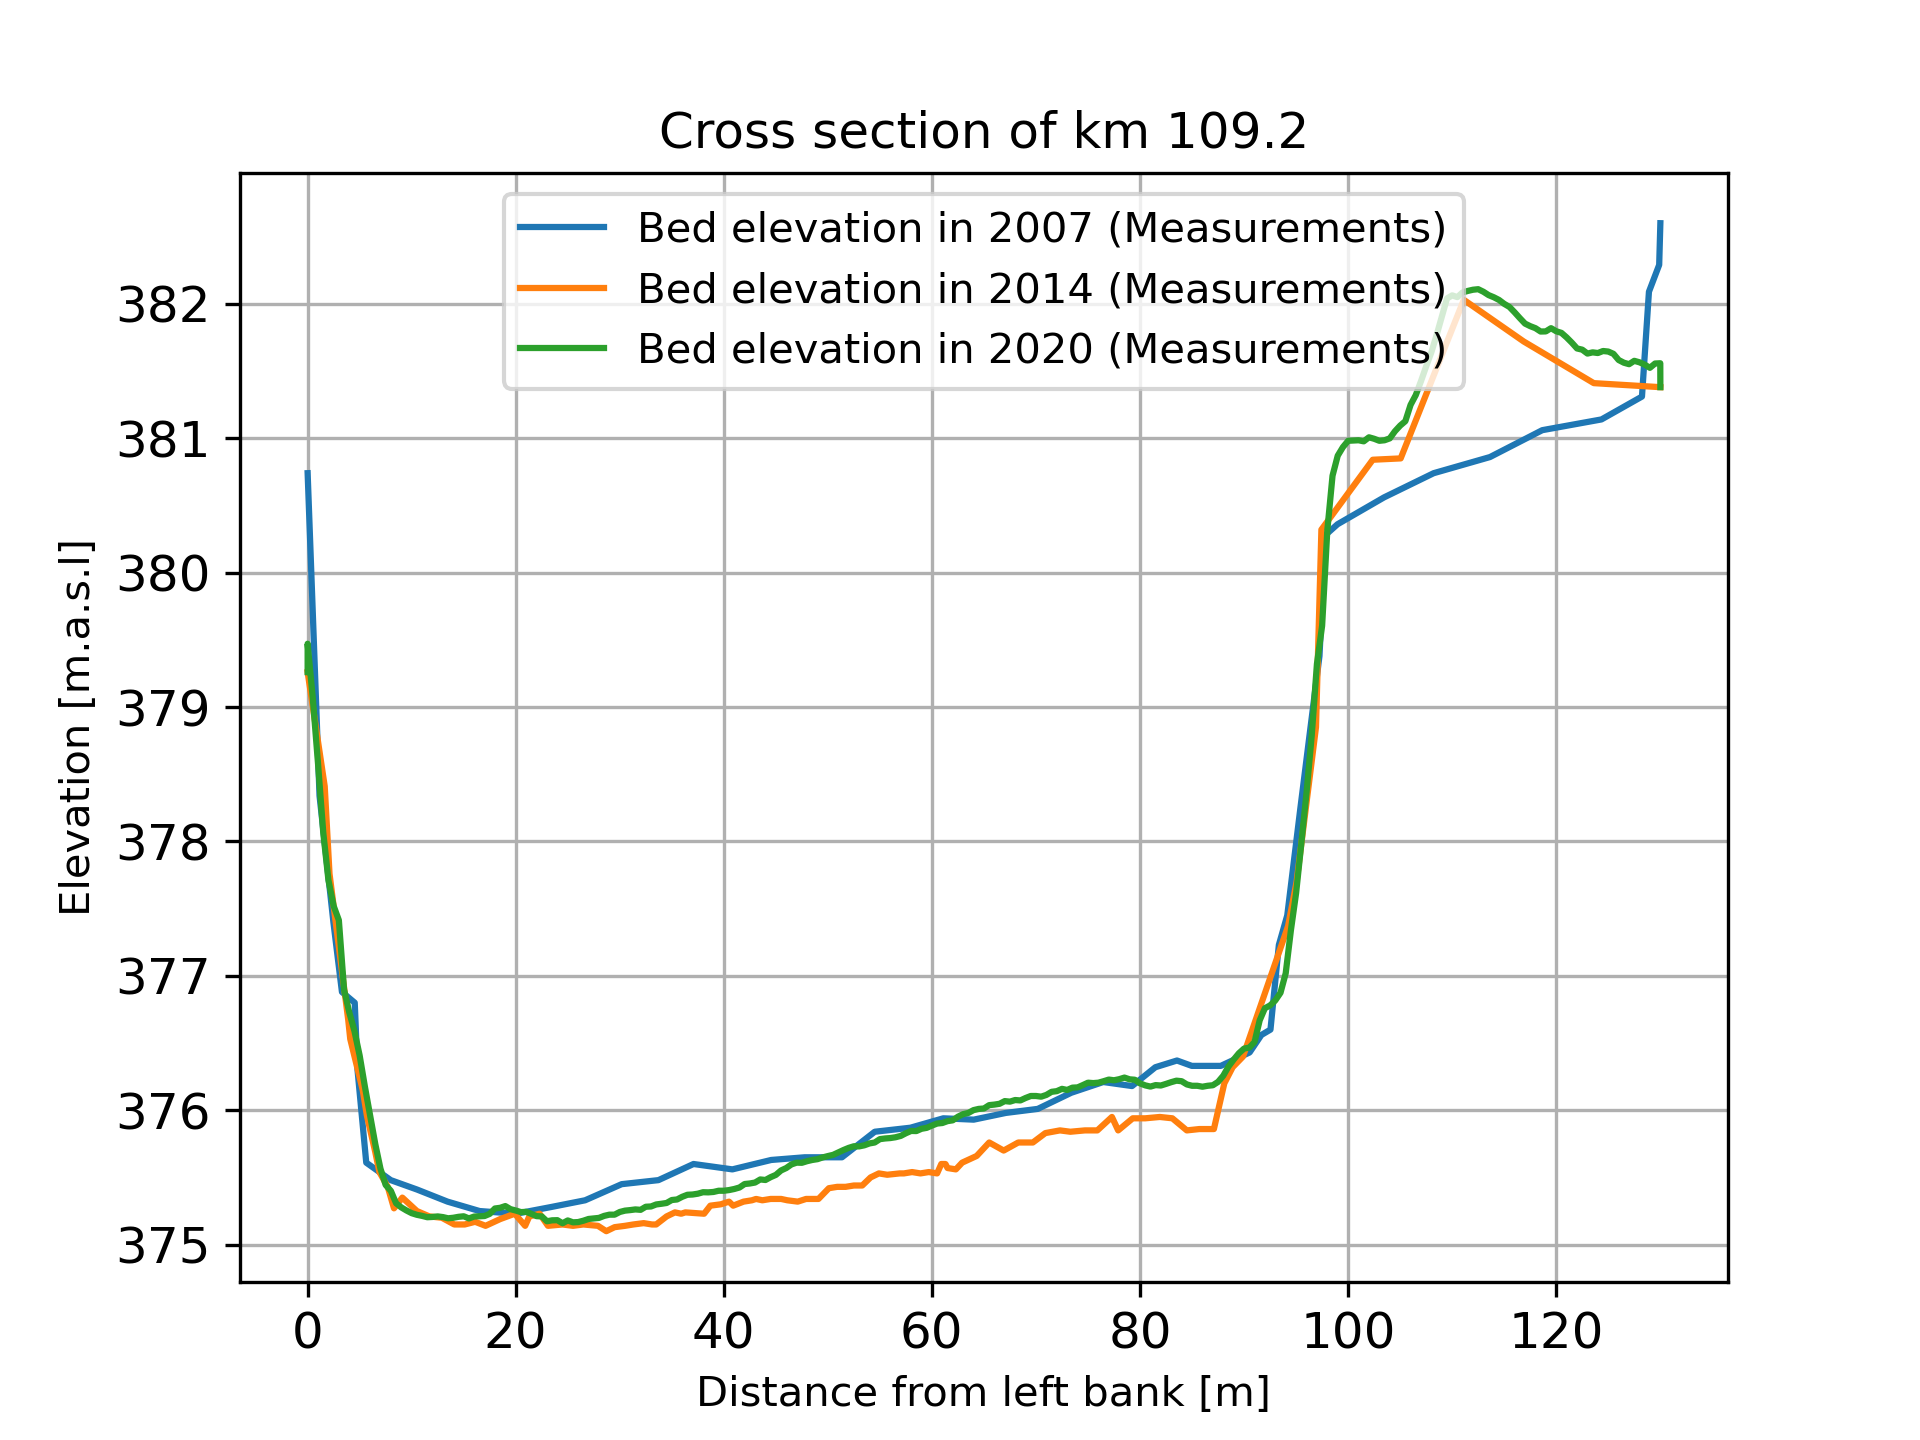 Cross section of km 109.2
Bed elevation in 2007 (Measurements)
Bed elevation in 2014 (Measurements)
Bed elevation in 2020 (Measurements)
382
381
380
379
378
377
376
375
Elevation [m.a.s.l]
0 20 40 60 80 100 120
Distance from left bank [m]